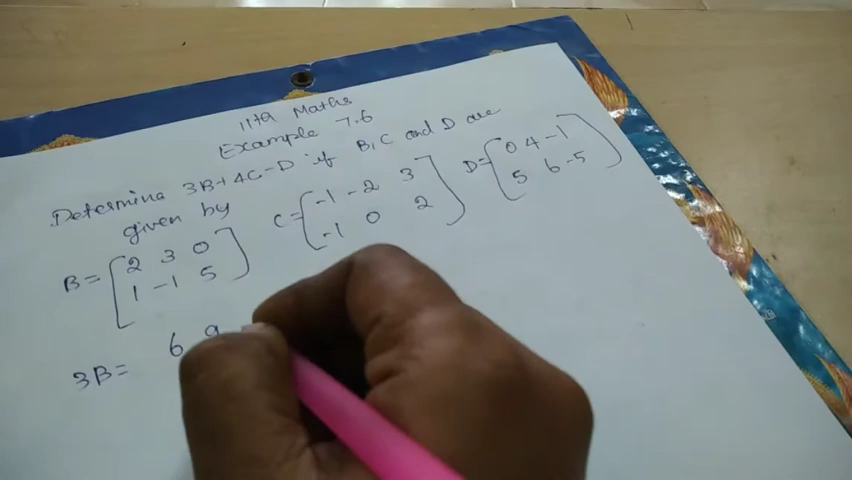 11th Maths
Example 7.6
Determine 3B+4C-D if B,C and D are
given by
B= [2 3 0
1 -1 5]
C= [-1 -2 3
-1 0 2]
D= [0 4 -1
5 6 -5]
3B= 6 9